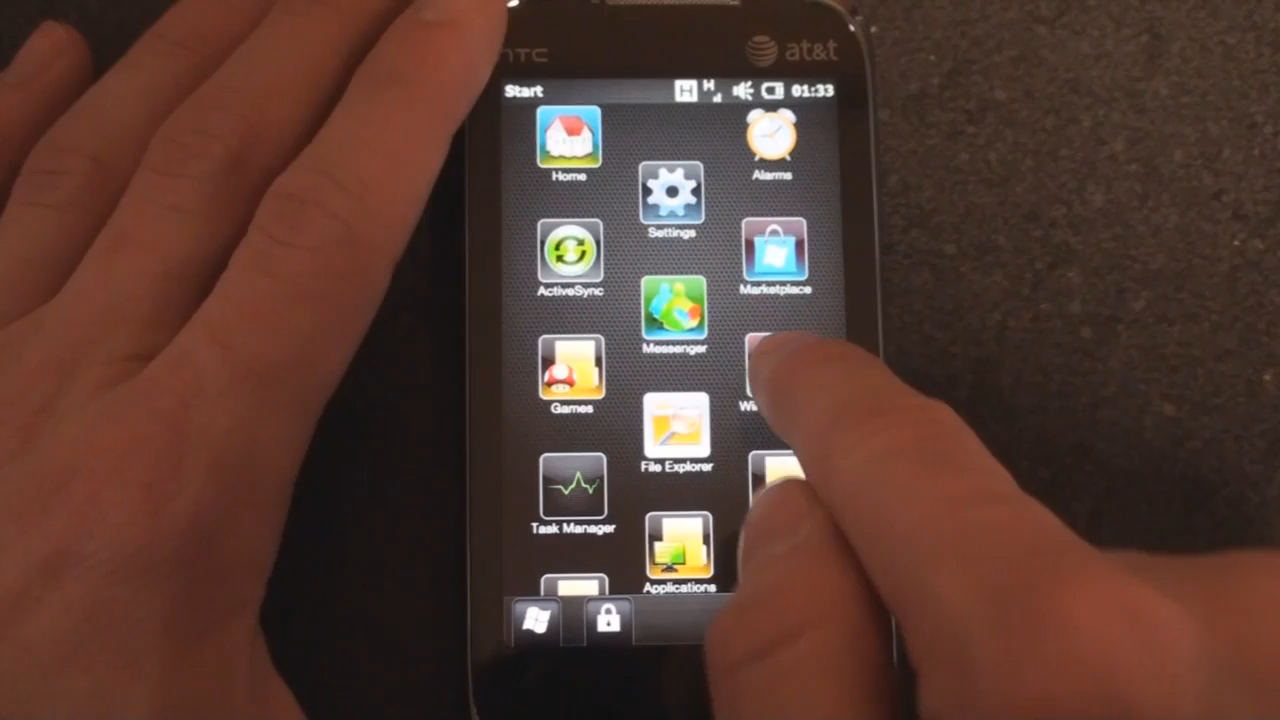 hTC at&t
Start H H 01:33
Home
Alarms
Settings
ActiveSync
Marketplace
Messenger
Games
File Explorer
Task Manager
Applications